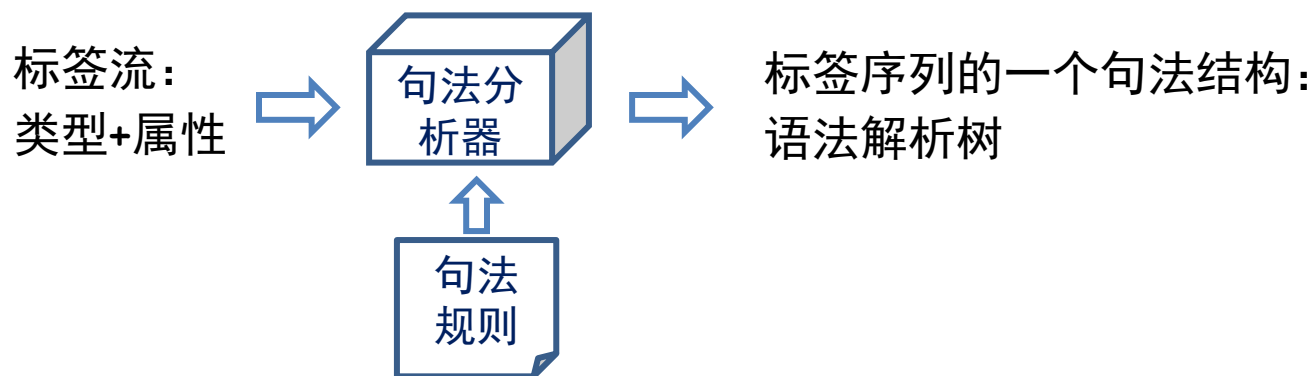 标签流：
类型+属性
句法分
析器
标签序列的一个句法结构：
语法解析树
句法
规则